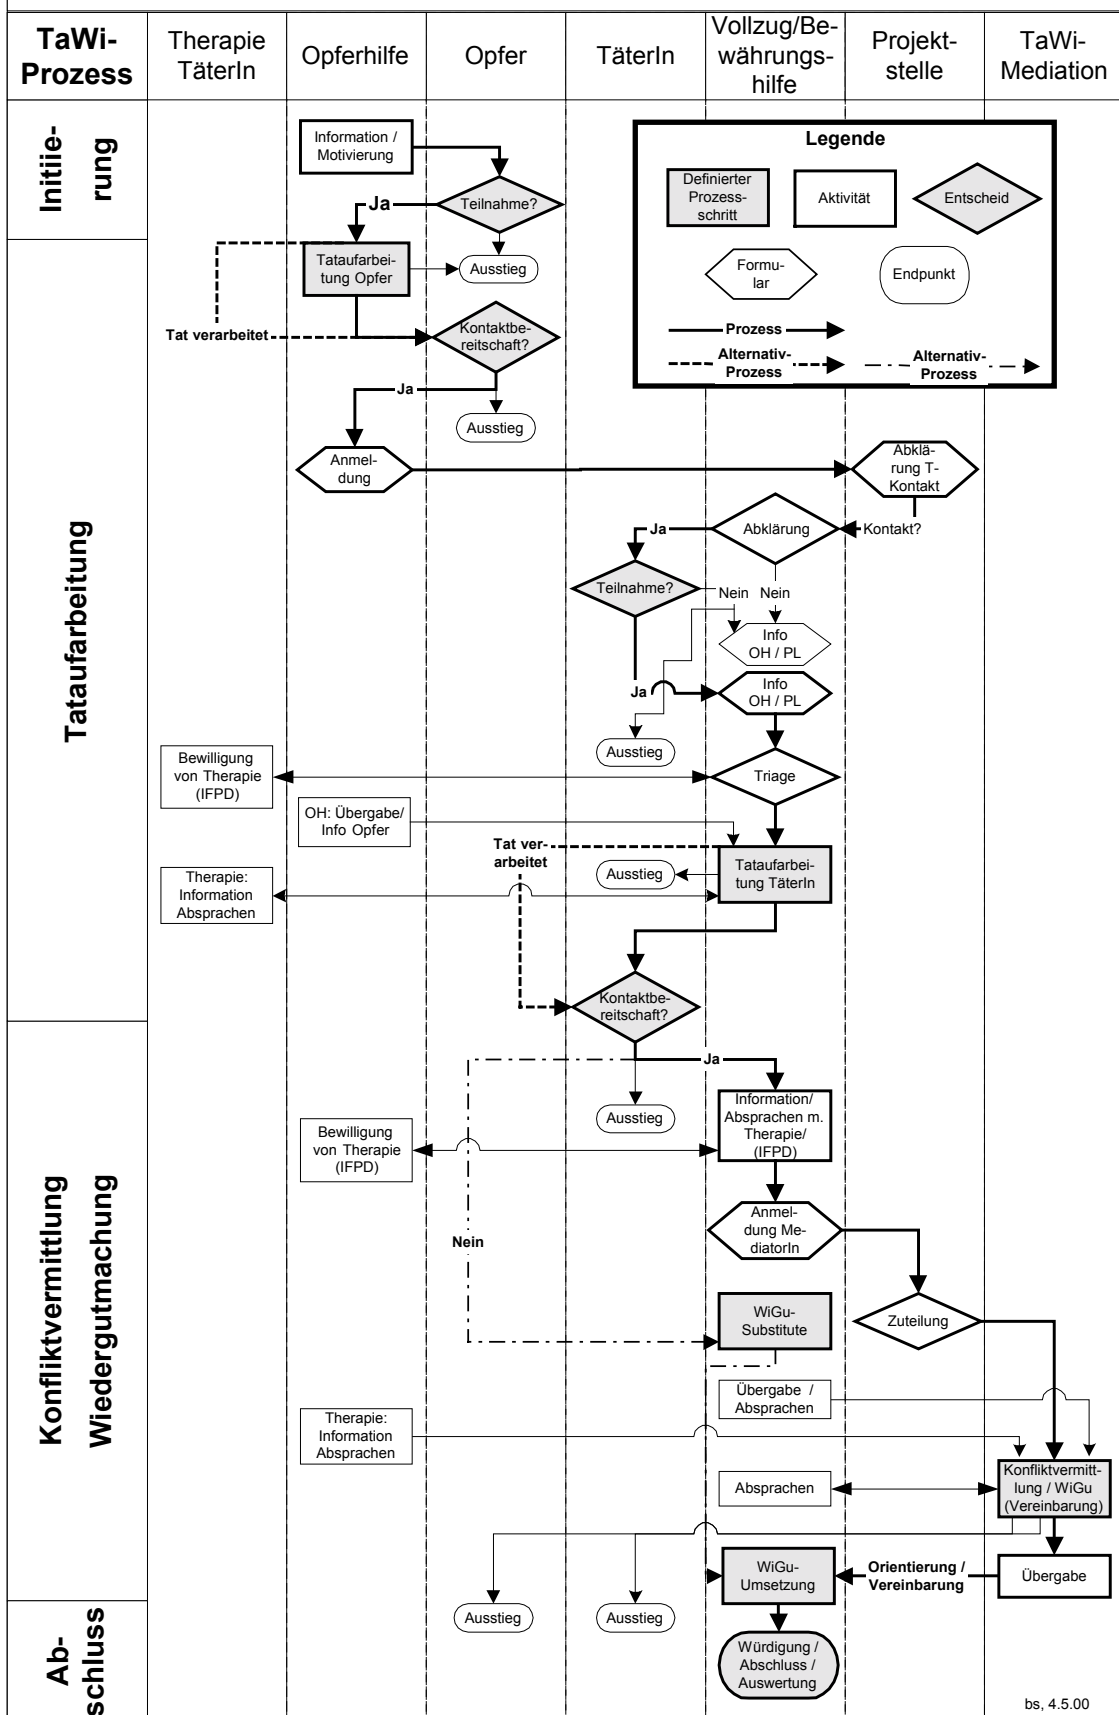 TaWi-
Prozess
Therapie
TäterIn
Opferhilfe
Opfer
TäterIn
Vollzug/Be-
währungs-
hilfe
Projekt-
stelle
TaWi-
Mediation
Initiie-
rung
Information /
Motivierung
Teilnahme?
Ja
Legende
Definierter
Prozess-
schritt
Aktivität
Entscheid
Formu-
lar
Endpunkt
Prozess
Alternativ-
Prozess
Alternativ-
Prozess
Tataufarbeitung
Tataufarbei-
tung Opfer
Ausstieg
Tat verarbeitet
Kontaktbe-
reitschaft?
Ja
Ausstieg
Anmel-
dung
Abklä-
rung T-
Kontakt
Kontakt?
Abklärung
Ja
Teilnahme?
Nein
Nein
Info
OH / PL
Ja
Info
OH / PL
Ausstieg
Bewilligung
von Therapie
(IFPD)
Triage
OH: Übergabe/
Info Opfer
Tat ver-
arbeitet
Ausstieg
Tataufarbei-
tung TäterIn
Therapie:
Information
Absprachen
Kontaktbe-
reitschaft?
Konfliktvermittlung
Wiedergutmachung
Ja
Ausstieg
Information/
Absprachen m.
Therapie/
(IFPD)
Bewilligung
von Therapie
(IFPD)
Anmel-
dung Me-
diatorIn
Nein
WiGu-
Substitute
Zuteilung
Übergabe /
Absprachen
Therapie:
Information
Absprachen
Absprachen
Konfliktvermitt-
lung / WiGu
(Vereinbarung)
WiGu-
Umsetzung
Orientierung /
Vereinbarung
Übergabe
Ab-
schluss
Ausstieg
Ausstieg
Würdigung /
Abschluss /
Auswertung
bs, 4.5.00